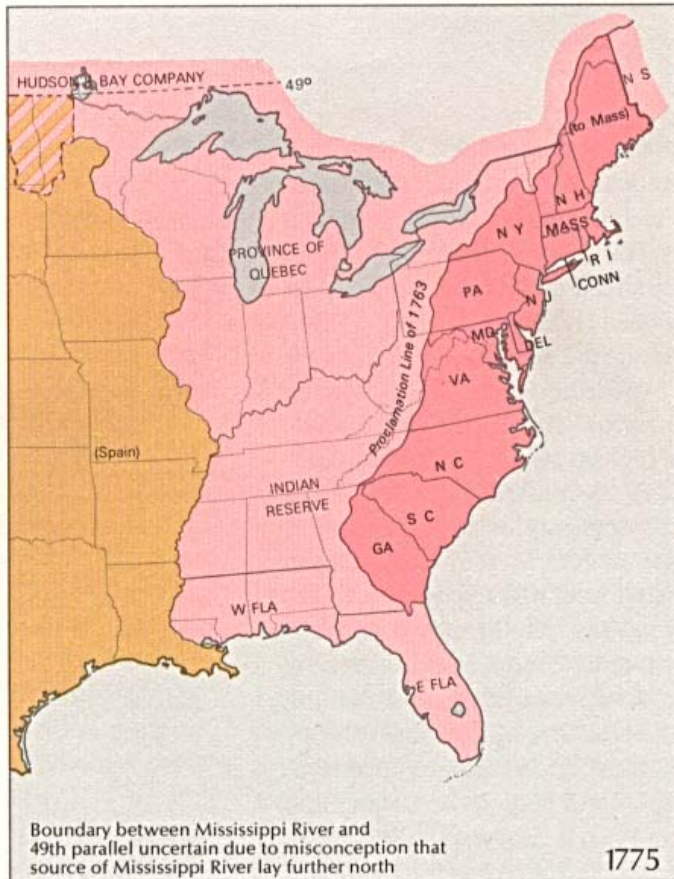 HUDSON B BAY COMPANY
49°
N S
(to Mass)
N H
N Y
MASS
R I
CONN
PROVINCE OF
QUEBEC
PA
N J
Proclamation Line of 1763
MD
DEL
VA
(Spain)
N C
INDIAN
RESERVE
S C
GA
W FLA
E FLA
Boundary between Mississippi River and
49th parallel uncertain due to misconception that
source of Mississippi River lay further north
1775